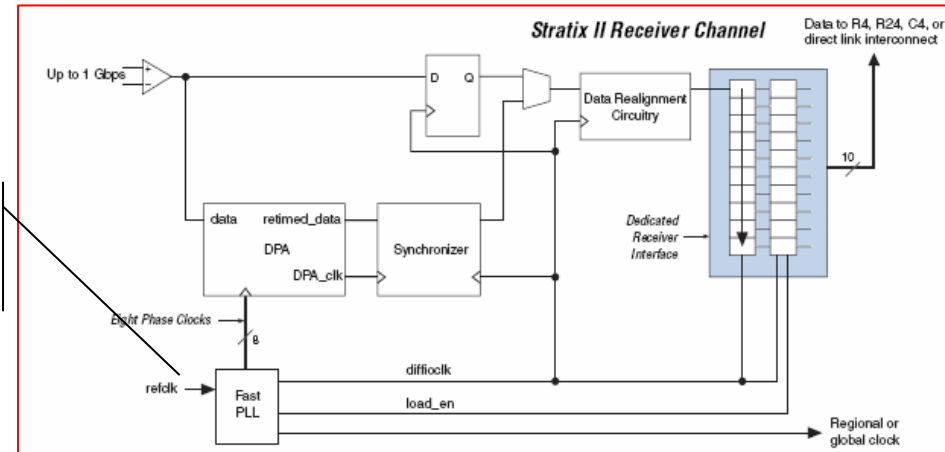 Stratix II Receiver Channel
Data to R4, R24, C4, or
direct link interconnect
Up to 1 Gbps
+
−
D
Q
Data Realignment
Circuitry
10
data
retimed_data
DPA
DPA_clk
Synchronizer
Dedicated
Receiver
Interface
Eight Phase Clocks
8
refclk
Fast
PLL
diffioclk
load_en
Regional or
global clock